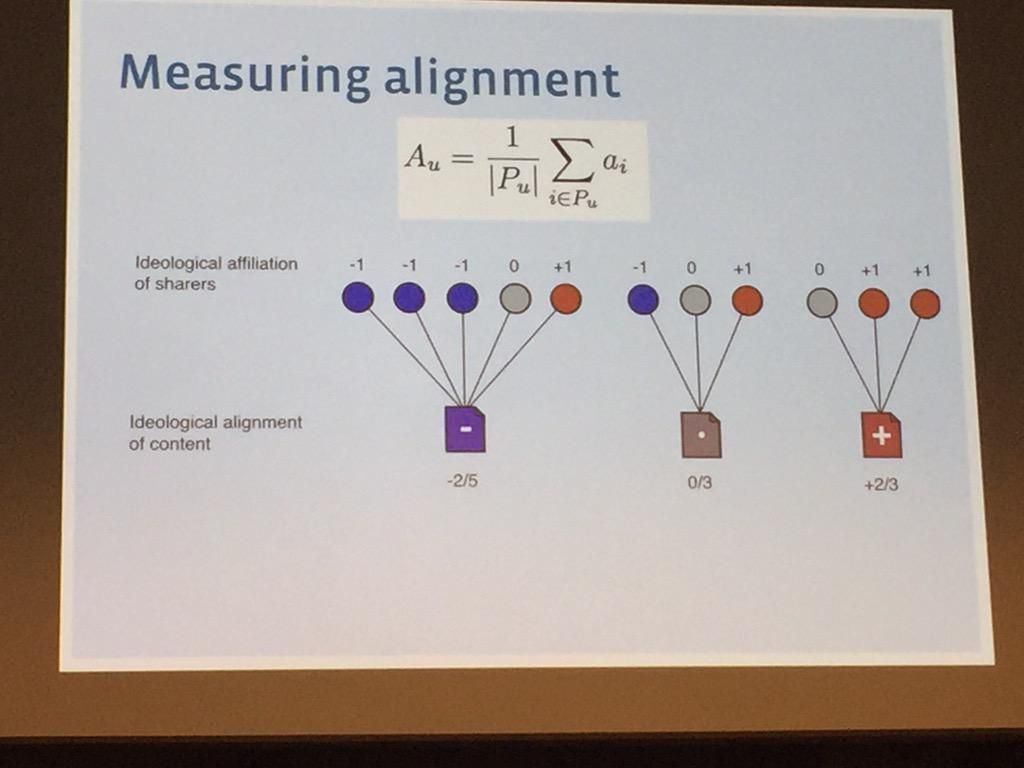 Measuring alignment
A_u = \frac{1}{|P_u|} \sum_{i \in P_u} a_i
Ideological affiliation
of sharers
-1 -1 -1 0 +1 -1 0 +1 0 +1 +1
- · +
Ideological alignment
of content
-2/5 0/3 +2/3